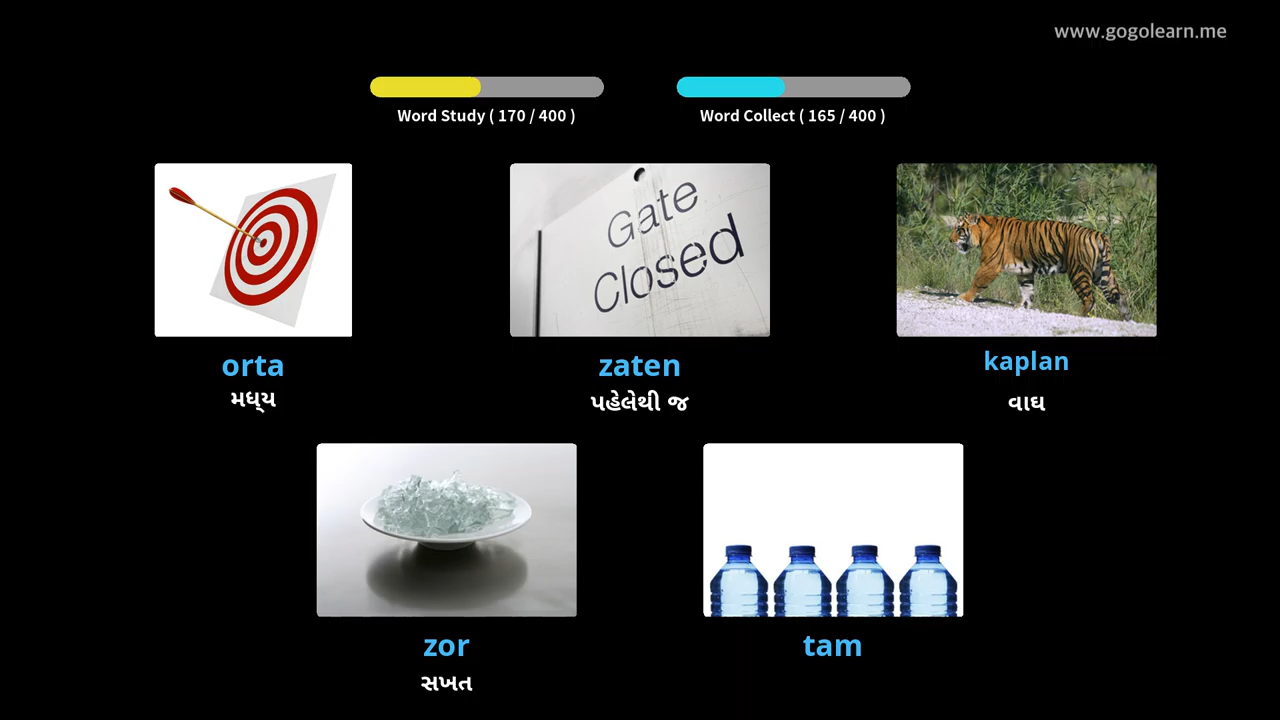 www.gogolearn.me
Word Study ( 170 / 400 )
Word Collect ( 165 / 400 )
Gate
Closed
orta
zaten
kaplan
મધ્ય
પહેલેથી જ
વાઘ
zor
tam
સખત